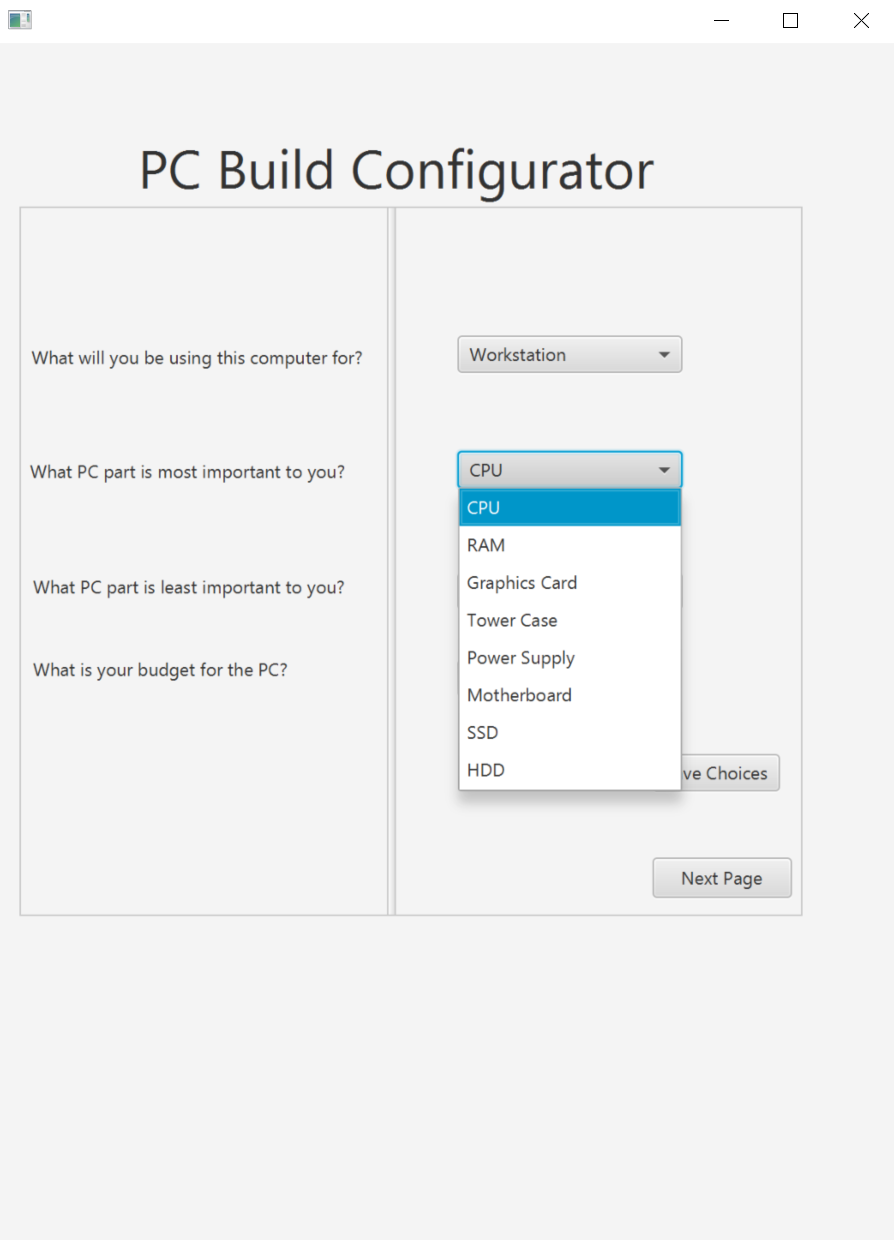 PC Build Configurator
What will you be using this computer for?
Workstation
What PC part is most important to you?
CPU
CPU
RAM
Graphics Card
Tower Case
Power Supply
Motherboard
SSD
HDD
What PC part is least important to you?
What is your budget for the PC?
Choices
Next Page